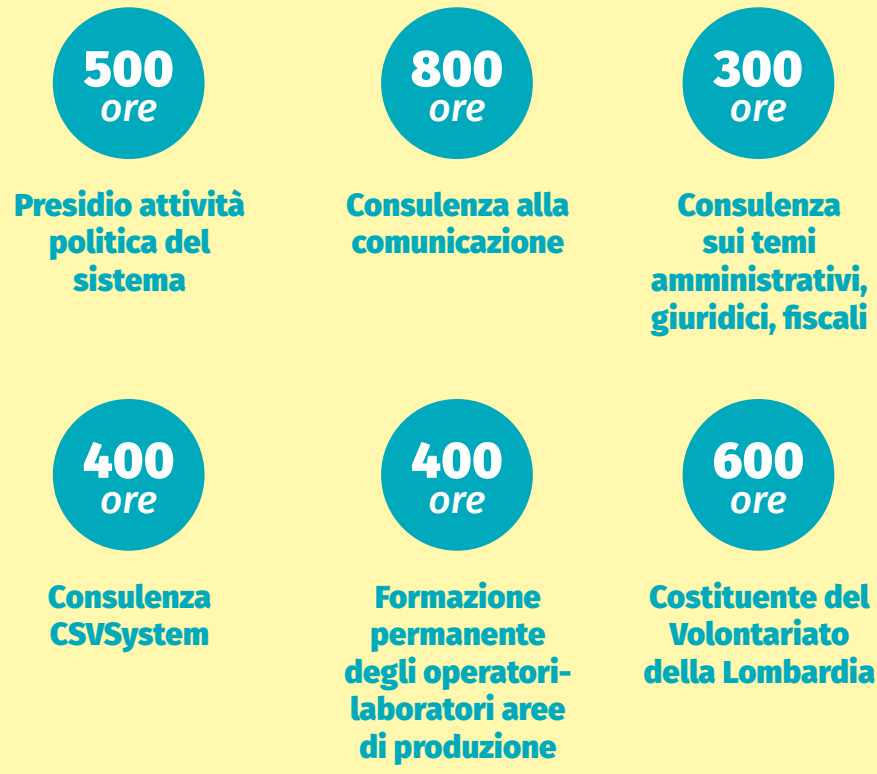 500
ore
Presidio attività
politica del
sistema
800
ore
Consulenza alla
comunicazione
300
ore
Consulenza
sui temi
amministrativi,
giuridici, fiscali
400
ore
Consulenza
CSVSystem
400
ore
Formazione
permanente
degli operatori-
laboratori aree
di produzione
600
ore
Costituente del
Volontariato
della Lombardia